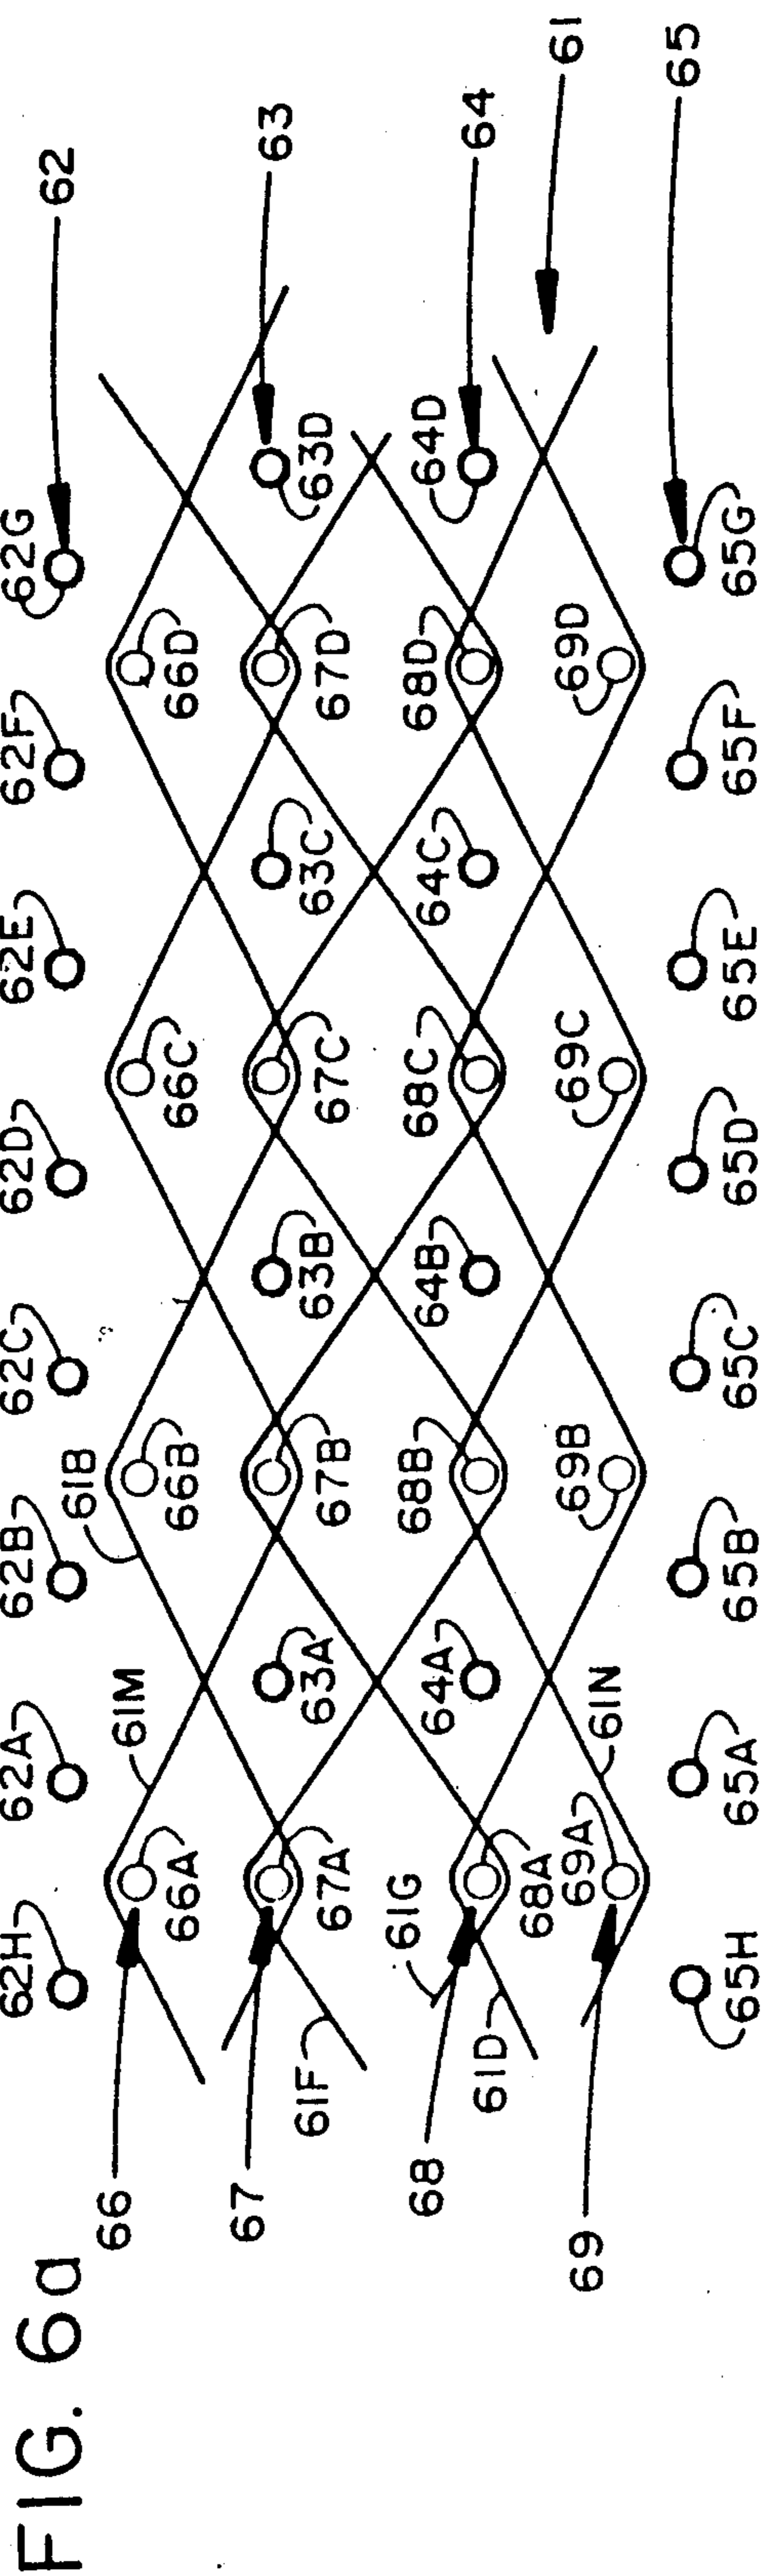 FIG. 6a
62H 62A 62B 62C 62D 62E 62F 62G 62
61M 61B
66 66A 66B 66C 66D
63A 63B 63C 63D 63
67 67A 67B 67C 67D
61F
61G 64A 64B 64C 64D 64
68 68A 68B 68C 68D
61D 61
69 69A 69B 69C 69D
61N
65H 65A 65B 65C 65D 65E 65F 65G 65